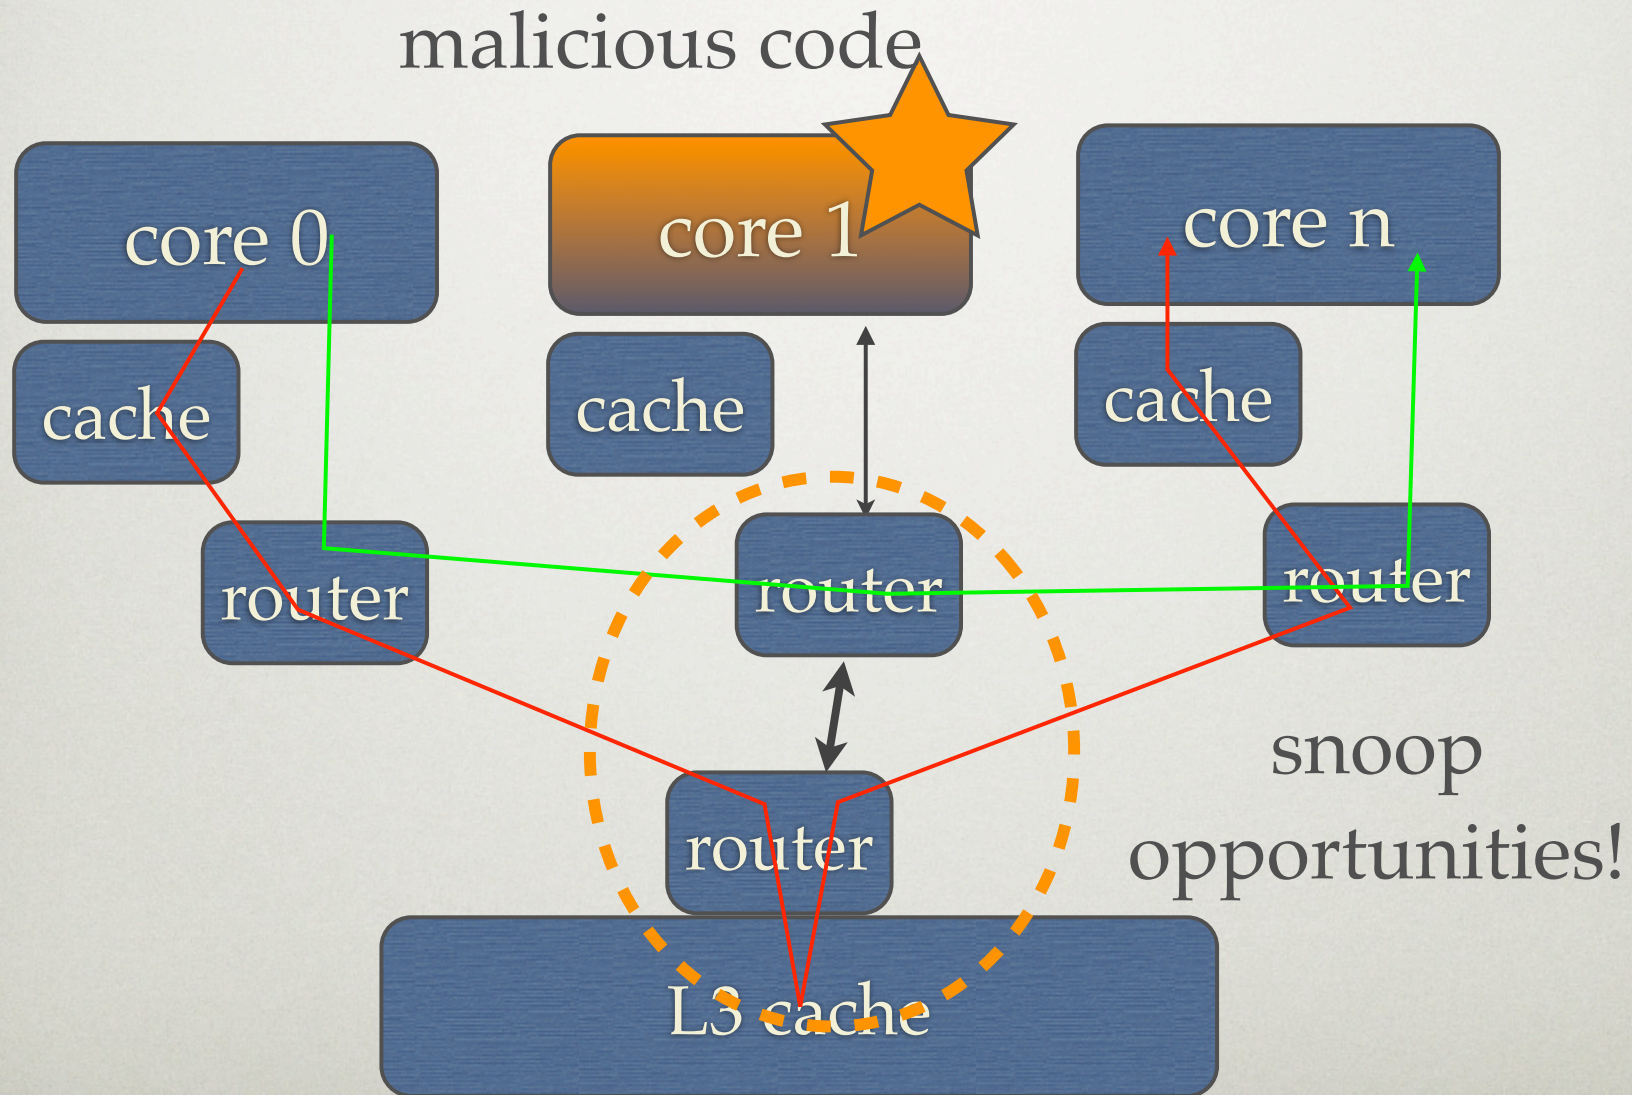 malicious code
core 0
core 1
core n
cache
cache
cache
router
router
router
snoop
opportunities!
router
L3 cache